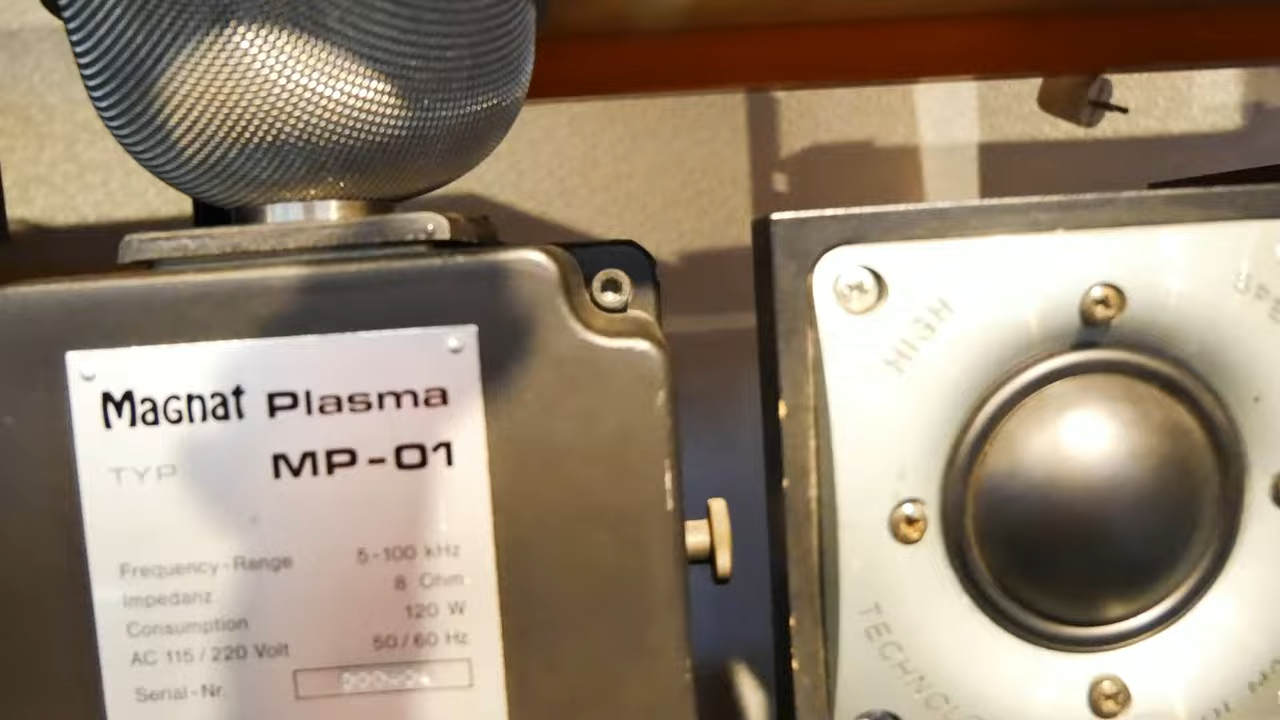 Magnat Plasma
TYP MP-01
Frequency-Range 5-100 kHz
Impedanz 8 Ohm
Consumption 120 W
AC 115/220 Volt 50/60 Hz
Serial-Nr.
HIGH